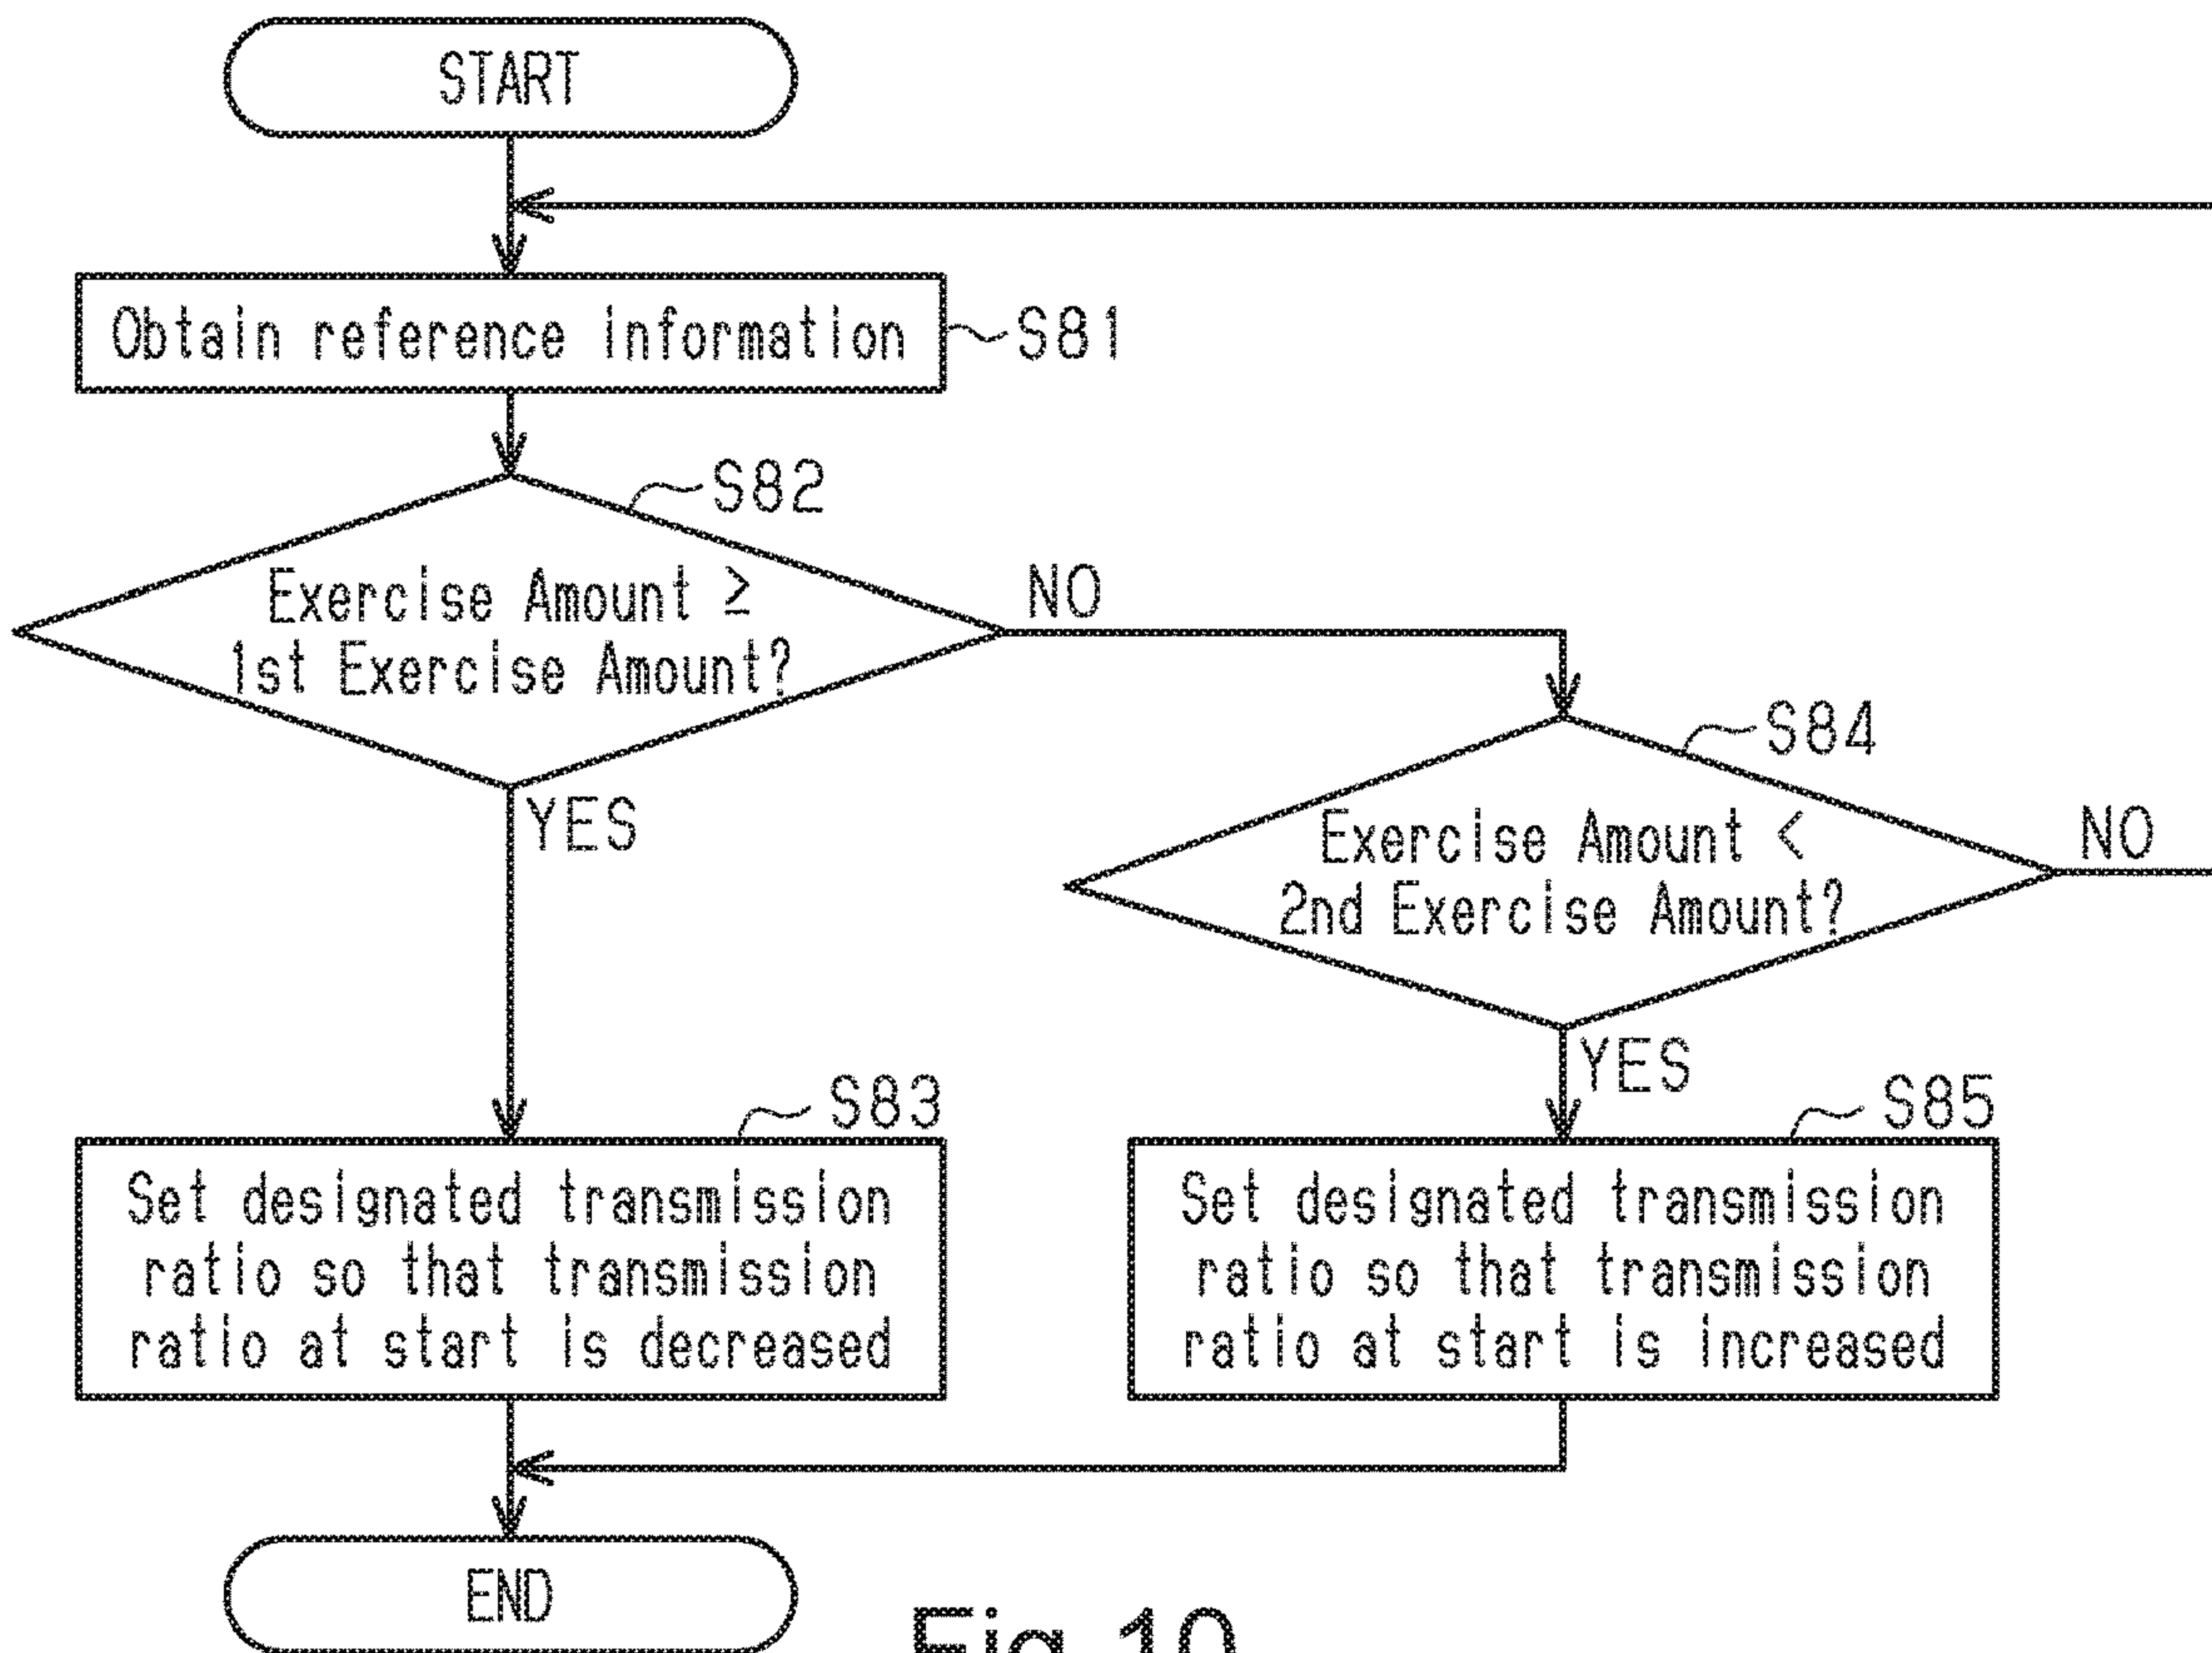 START
Obtain reference information
S81
S82
Exercise Amount ≥
1st Exercise Amount?
NO
YES
S84
Exercise Amount <
2nd Exercise Amount?
NO
YES
S83
Set designated transmission
ratio so that transmission
ratio at start is decreased
S85
Set designated transmission
ratio so that transmission
ratio at start is increased
END
Fig.10